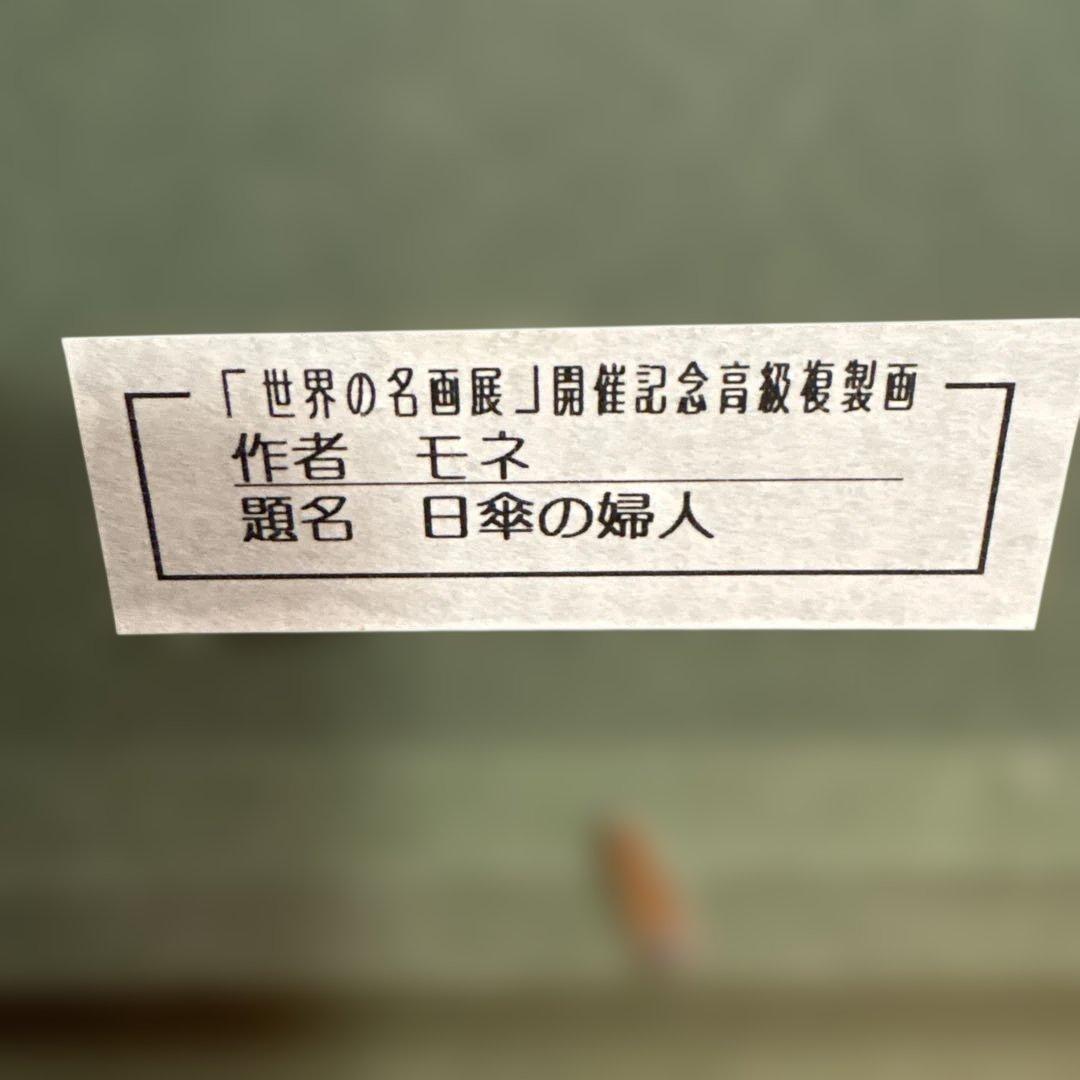 「世界の名画展」開催記念高級複製画
作者　モネ
題名　日傘の婦人